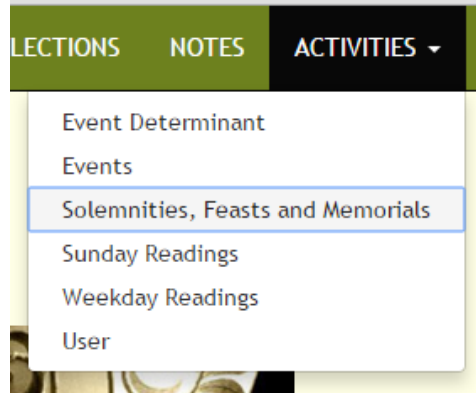 LECTIONS NOTES ACTIVITIES
Event Determinant
Events
Solemnities, Feasts and Memorials
Sunday Readings
Weekday Readings
User